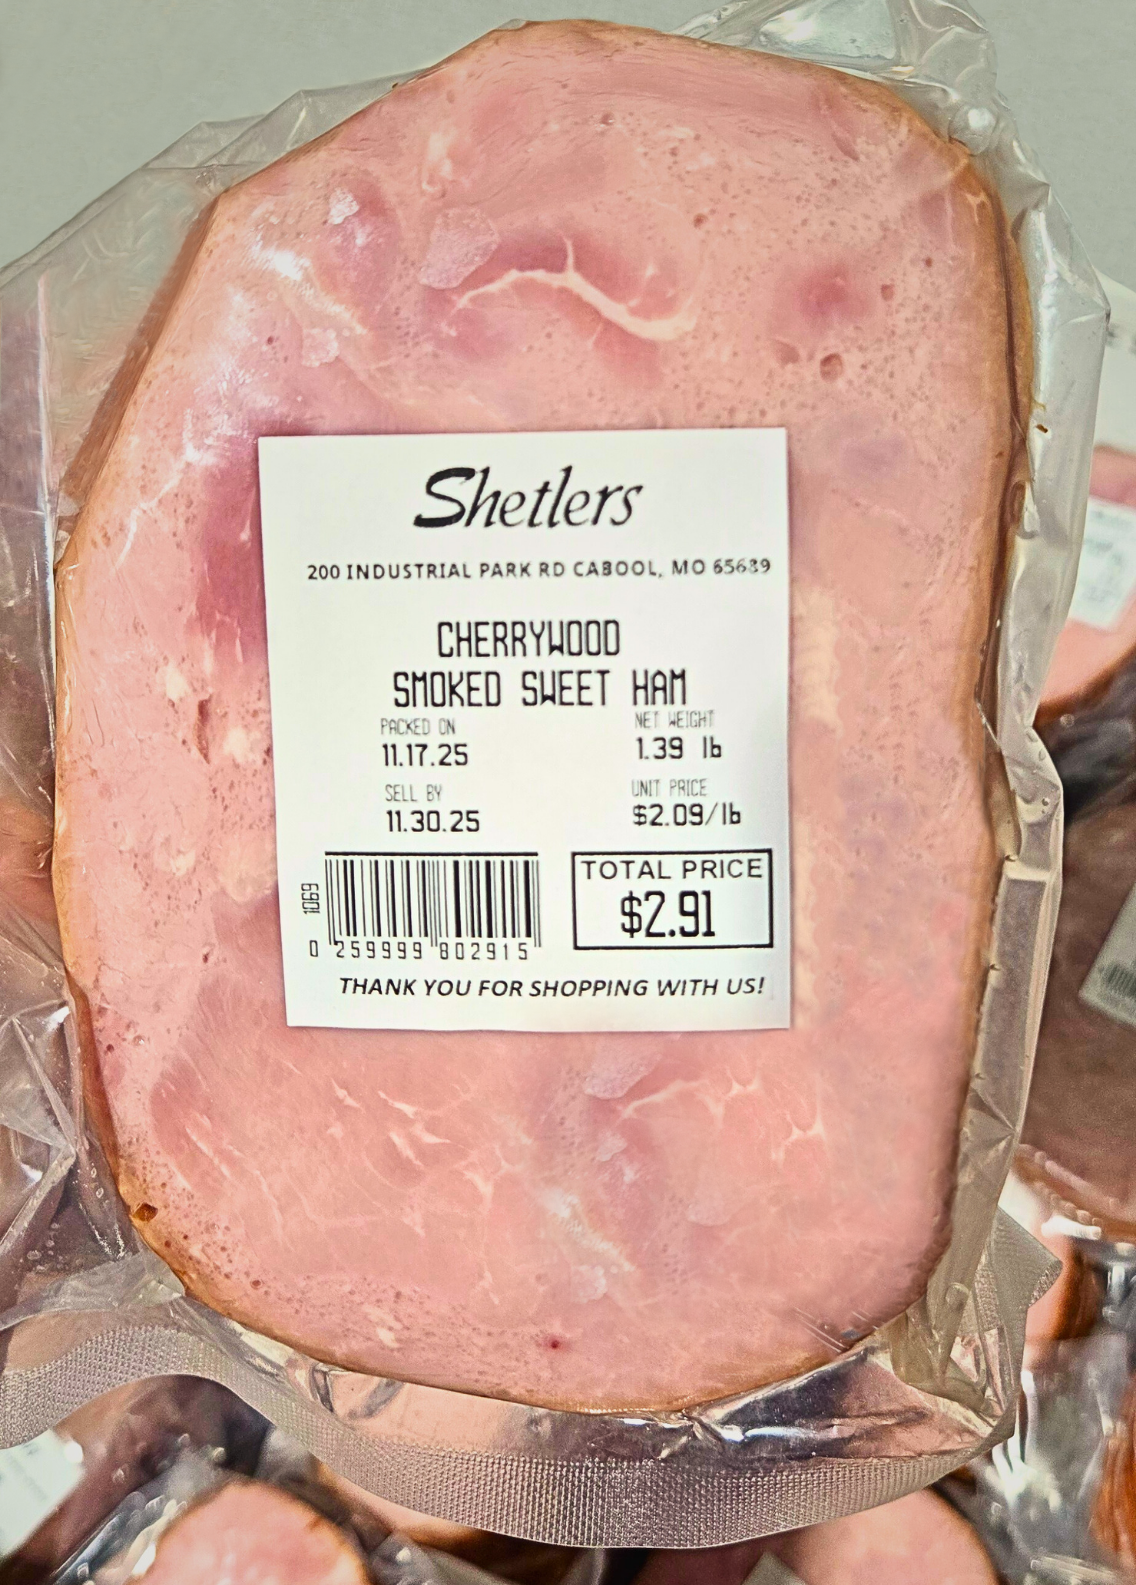 Shetlers
200 INDUSTRIAL PARK RD CABOOL, MO 65689
CHERRYWOOD
SMOKED SWEET HAM
PACKED ON
11.17.25
NET WEIGHT
1.39 lb
SELL BY
11.30.25
UNIT PRICE
$2.09/lb
1069
0 259999 802915
TOTAL PRICE
$2.91
THANK YOU FOR SHOPPING WITH US!